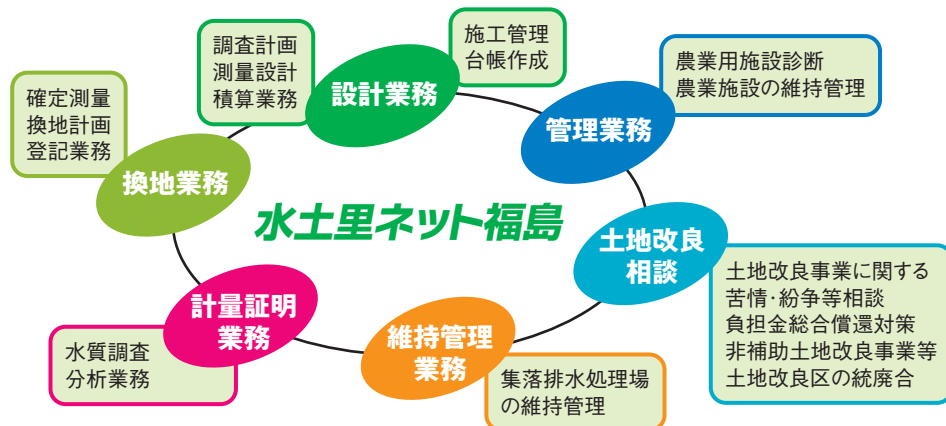 水土里ネット福島
設計業務
調査計画
測量設計
積算業務
施工管理
台帳作成
管理業務
農業用施設診断
農業施設の維持管理
土地改良
相談
土地改良事業に関する
苦情・紛争等相談
負担金総合償還対策
非補助土地改良事業等
土地改良区の統廃合
維持管理
業務
集落排水処理場
の維持管理
計量証明
業務
水質調査
分析業務
換地業務
確定測量
換地計画
登記業務